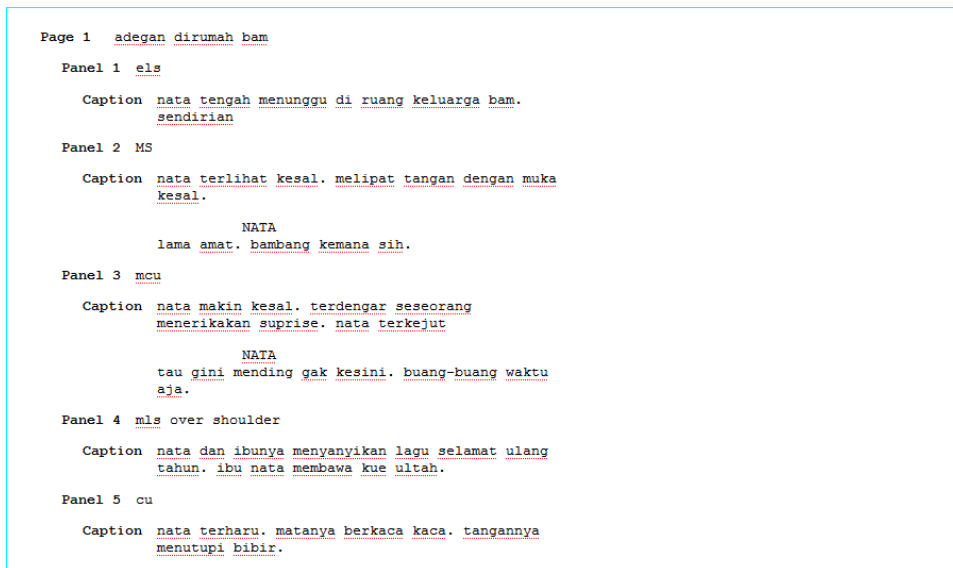 Page 1 adegan dirumah bam
Panel 1 els
Caption nata tengah menunggu di ruang keluarga bam.
sendirian
Panel 2 MS
Caption nata terlihat kesal. melipat tangan dengan muka
kesal.
NATA
lama amat. bambang kemana sih.
Panel 3 mcu
Caption nata makin kesal. terdengar seseorang
menerikakan suprise. nata terkejut
NATA
tau gini mending gak kesini. buang-buang waktu
aja.
Panel 4 mls over shoulder
Caption nata dan ibunya menyanyikan lagu selamat ulang
tahun. ibu nata membawa kue ultah.
Panel 5 cu
Caption nata terharu. matanya berkaca kaca. tangannya
menutupi bibir.